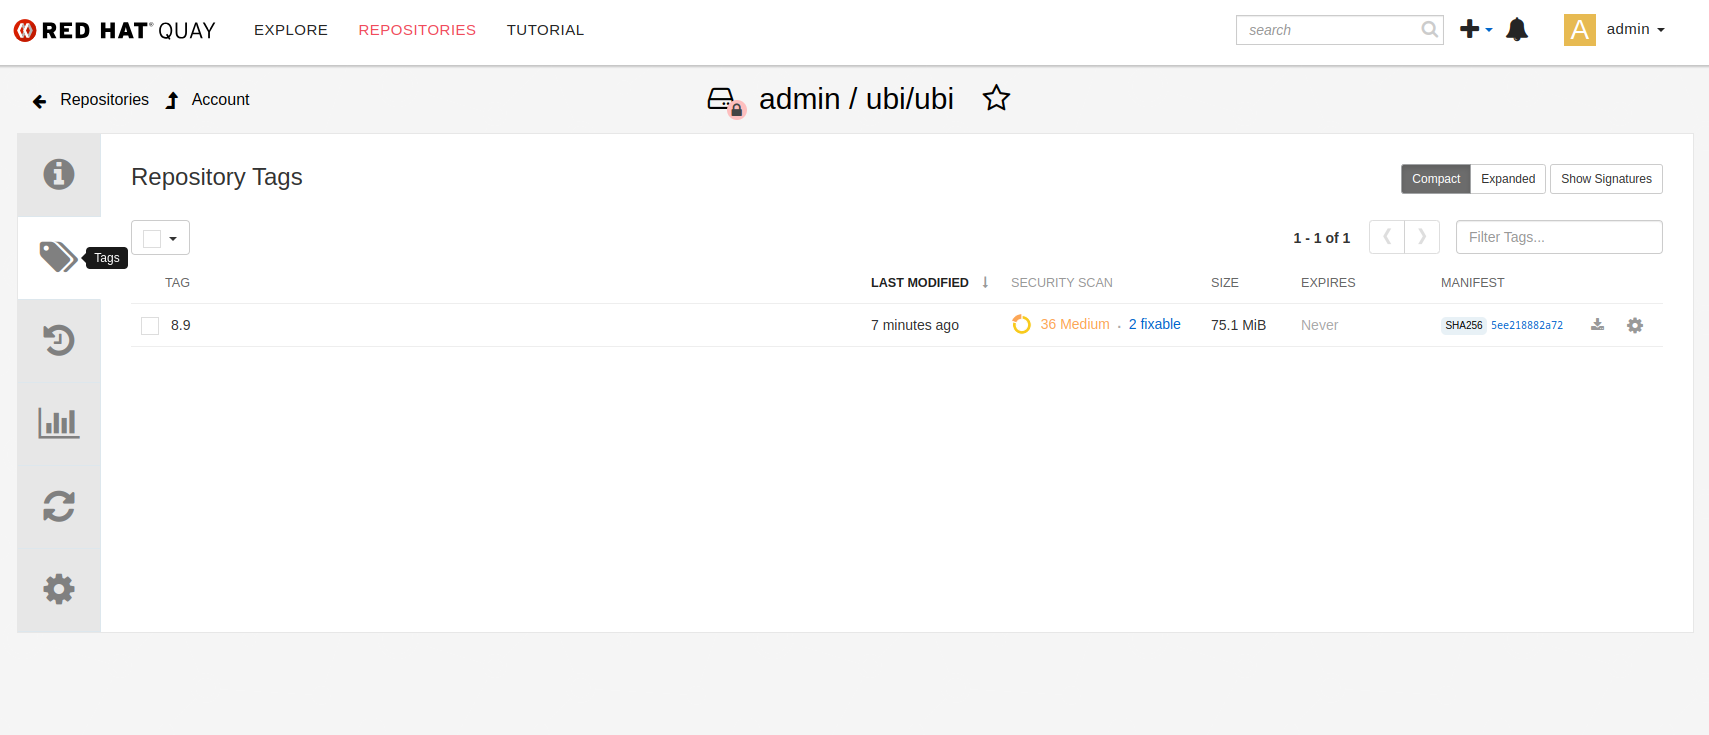 RED HAT® QUAY EXPLORE REPOSITORIES TUTORIAL search A admin
Repositories Account admin / ubi/ubi
Repository Tags Compact Expanded Show Signatures
1 - 1 of 1 Filter Tags...
Tags
TAG LAST MODIFIED SECURITY SCAN SIZE EXPIRES MANIFEST
8.9 7 minutes ago 36 Medium · 2 fixable 75.1 MiB Never SHA256 5ee218882a72